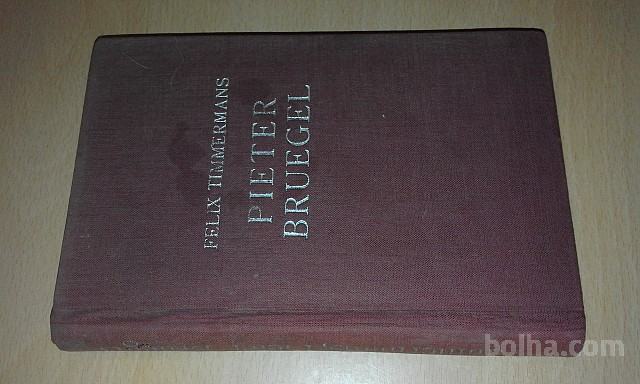 FELIX TIMMERMANS
PIETER
BRUEGEL
bolha.com